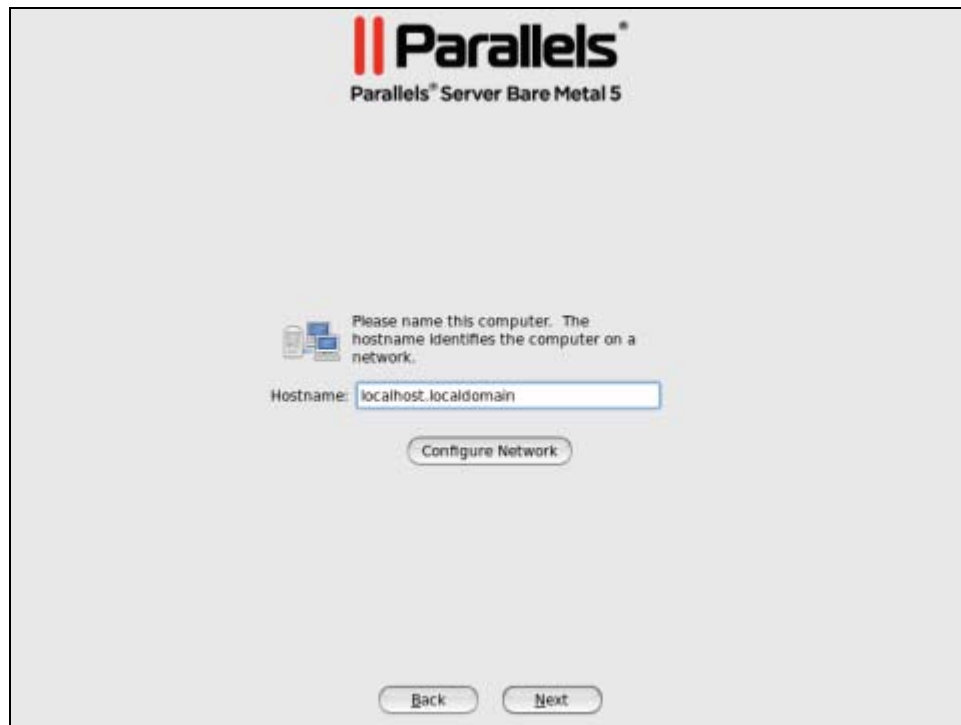 Parallels®
Parallels® Server Bare Metal 5
Please name this computer. The
hostname identifies the computer on a
network.
Hostname: localhost.localdomain
Configure Network
Back Next